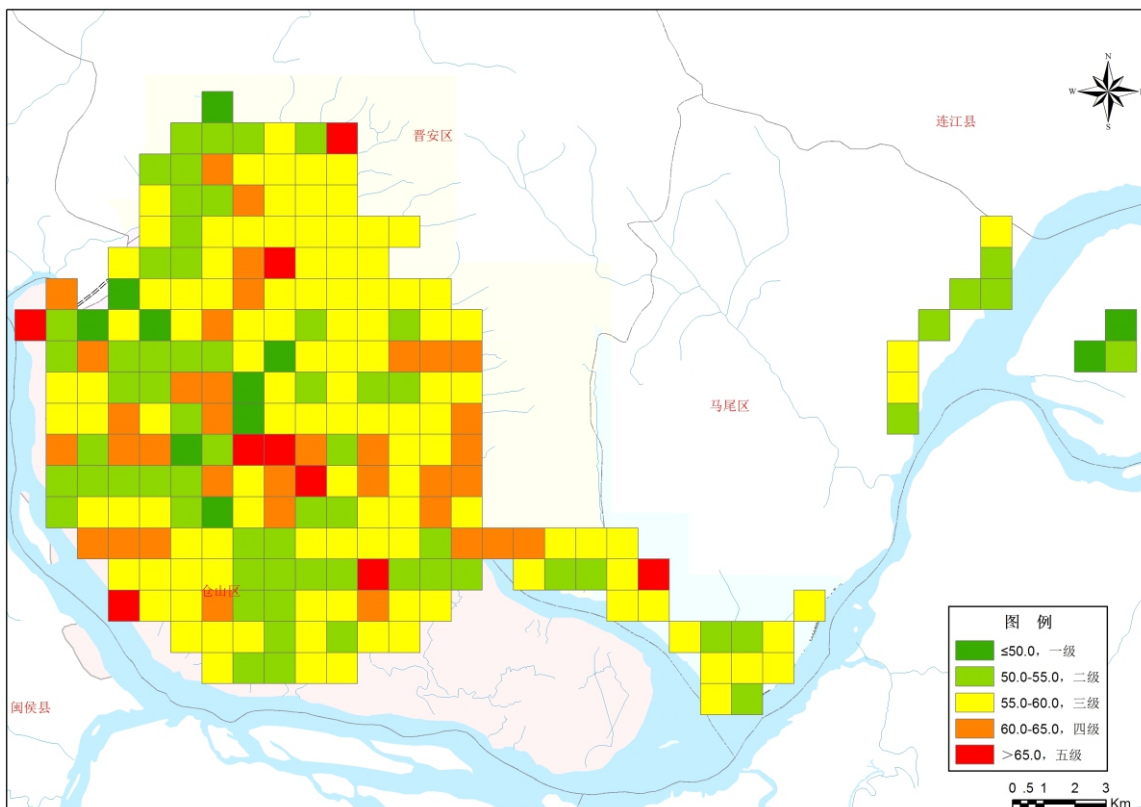 N
W
E
S
连江县
晋安区
马尾区
仓山区
闽侯县
图 例
≤50.0，一级
50.0-55.0，二级
55.0-60.0，三级
60.0-65.0，四级
＞65.0，五级
0 .5 1 2 3
Km